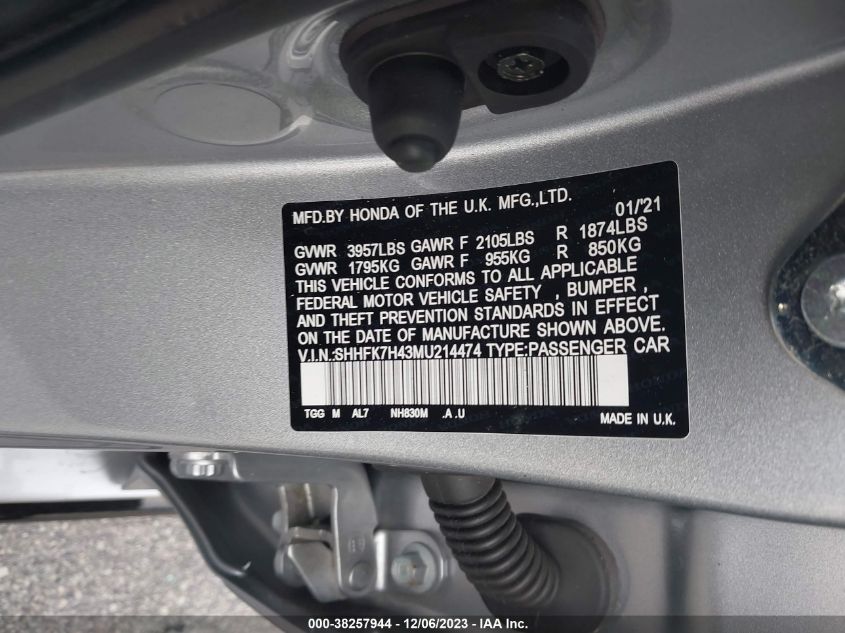 MFD.BY HONDA OF THE U.K. MFG.,LTD. 01/'21
GVWR 3957LBS GAWR F 2105LBS R 1874LBS
GVWR 1795KG GAWR F 955KG R 850KG
THIS VEHICLE CONFORMS TO ALL APPLICABLE
FEDERAL MOTOR VEHICLE SAFETY , BUMPER ,
AND THEFT PREVENTION STANDARDS IN EFFECT
ON THE DATE OF MANUFACTURE SHOWN ABOVE.
V.I.N.:SHHFK7H43MU214474 TYPE:PASSENGER CAR
TGG M AL7 NH830M .A .U MADE IN U.K.
000-38257944 - 12/06/2023 - IAA Inc.